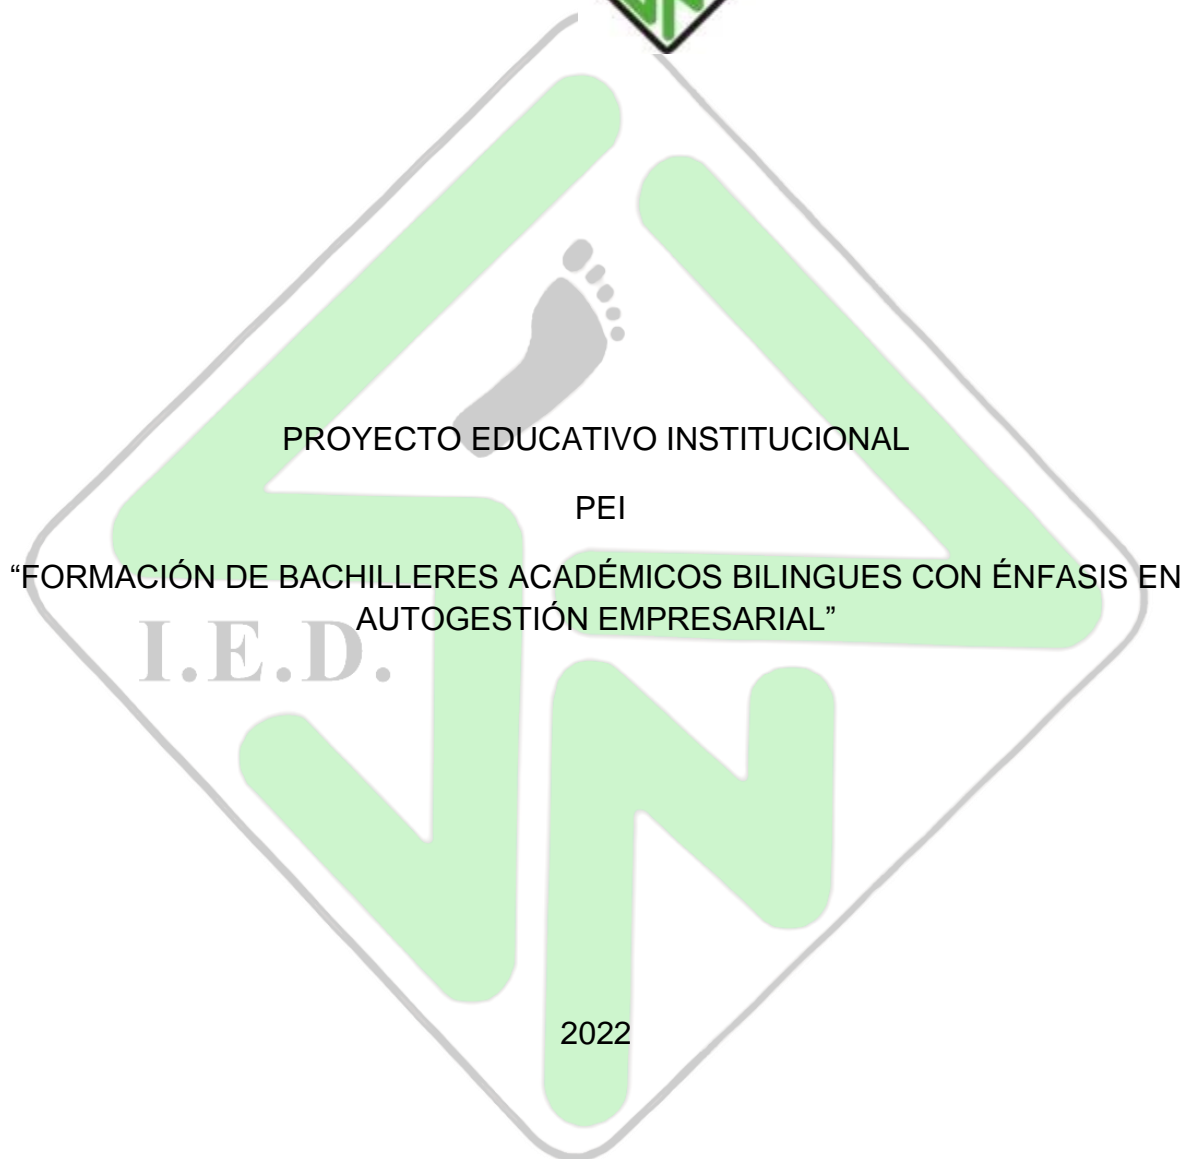 PROYECTO EDUCATIVO INSTITUCIONAL
PEI
“FORMACIÓN DE BACHILLERES ACADÉMICOS BILINGUES CON ÉNFASIS EN
AUTOGESTIÓN EMPRESARIAL”
I.E.D.
2022